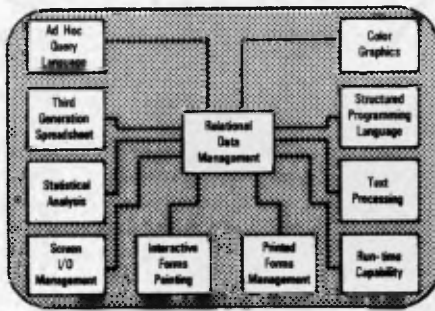 Ad Hoc
Query
Language
Color
Graphics
Third
Generation
Spreadsheet
Structured
Programming
Language
Relational
Data
Management
Statistical
Analysis
Text
Processing
Screen
I/O
Management
Interactive
Forms
Painting
Printed
Forms
Management
Run-time
Capability